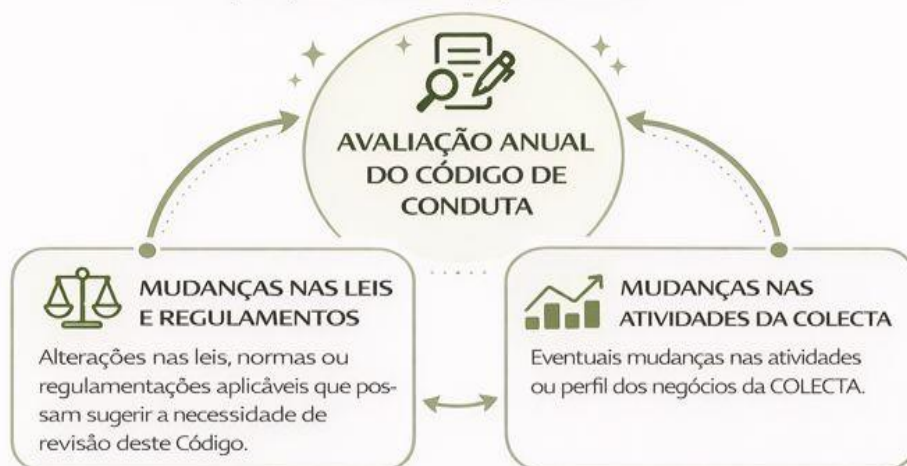 AVALIAÇÃO ANUAL
DO CÓDIGO DE
CONDUTA
MUDANÇAS NAS LEIS
E REGULAMENTOS
Alterações nas leis, normas ou
regulamentações aplicâveis que pos-
sam sugerir a necessidade de
revisão deste Código.
MUDANÇAS NAS
ATIVIDADES DA COLECTA
Eventuais mudanças nas atividades
ou perfil dos negócios da COLECTA.